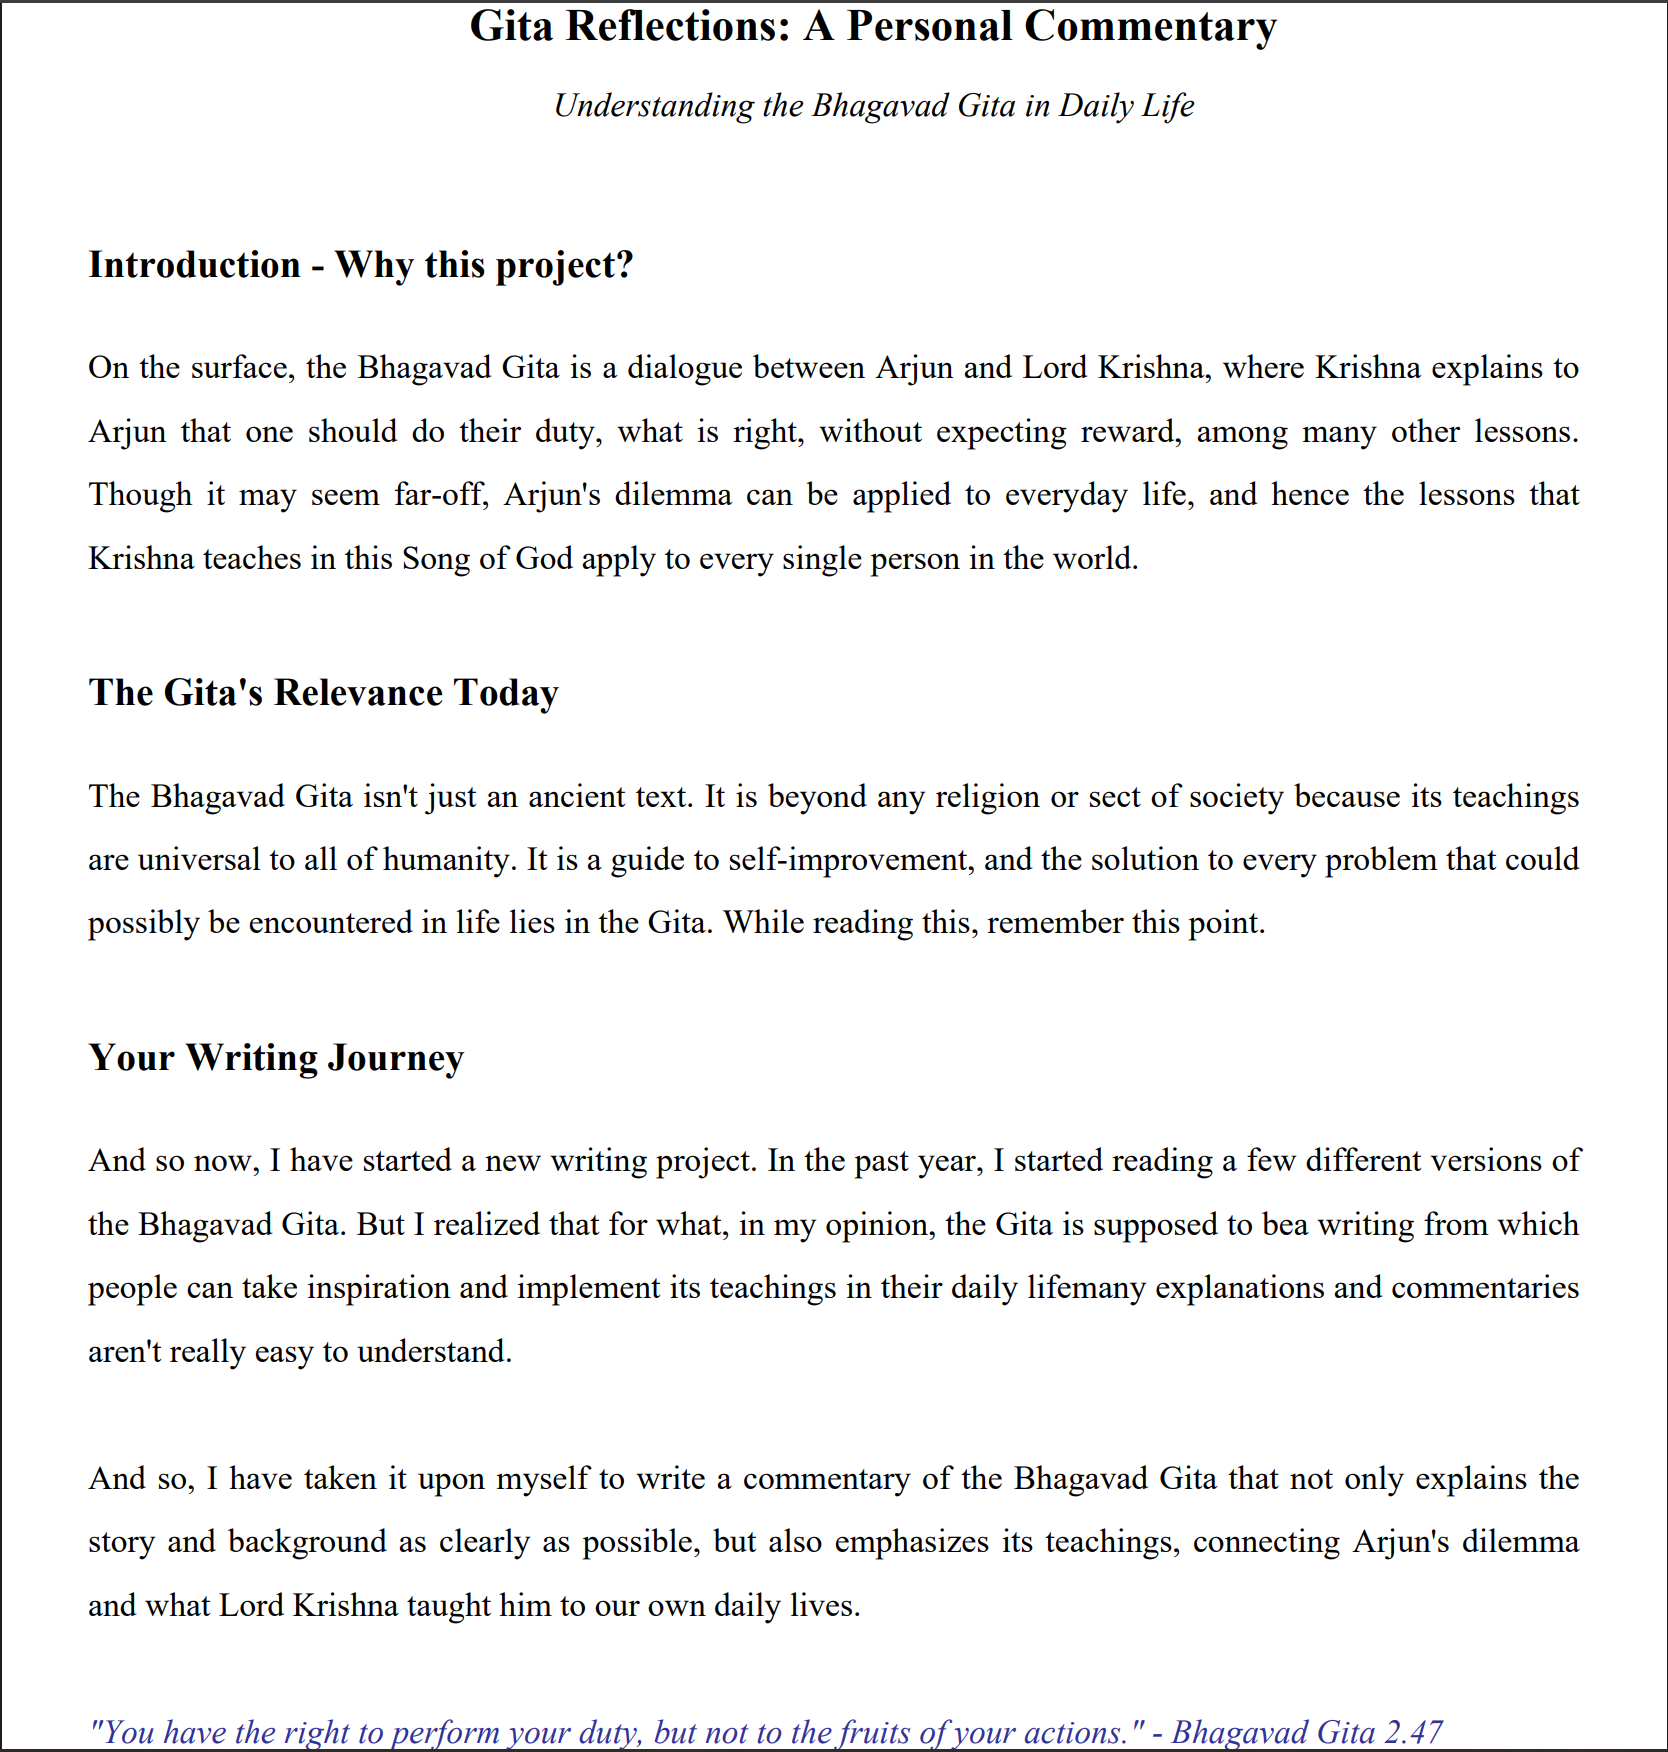 Gita Reflections: A Personal Commentary
Understanding the Bhagavad Gita in Daily Life
Introduction - Why this project?
On the surface, the Bhagavad Gita is a dialogue between Arjun and Lord Krishna, where Krishna explains to
Arjun that one should do their duty, what is right, without expecting reward, among many other lessons.
Though it may seem far-off, Arjun's dilemma can be applied to everyday life, and hence the lessons that
Krishna teaches in this Song of God apply to every single person in the world.
The Gita's Relevance Today
The Bhagavad Gita isn't just an ancient text. It is beyond any religion or sect of society because its teachings
are universal to all of humanity. It is a guide to self-improvement, and the solution to every problem that could
possibly be encountered in life lies in the Gita. While reading this, remember this point.
Your Writing Journey
And so now, I have started a new writing project. In the past year, I started reading a few different versions of
the Bhagavad Gita. But I realized that for what, in my opinion, the Gita is supposed to bea writing from which
people can take inspiration and implement its teachings in their daily lifemany explanations and commentaries
aren't really easy to understand.
And so, I have taken it upon myself to write a commentary of the Bhagavad Gita that not only explains the
story and background as clearly as possible, but also emphasizes its teachings, connecting Arjun's dilemma
and what Lord Krishna taught him to our own daily lives.
"You have the right to perform your duty, but not to the fruits of your actions." - Bhagavad Gita 2.47